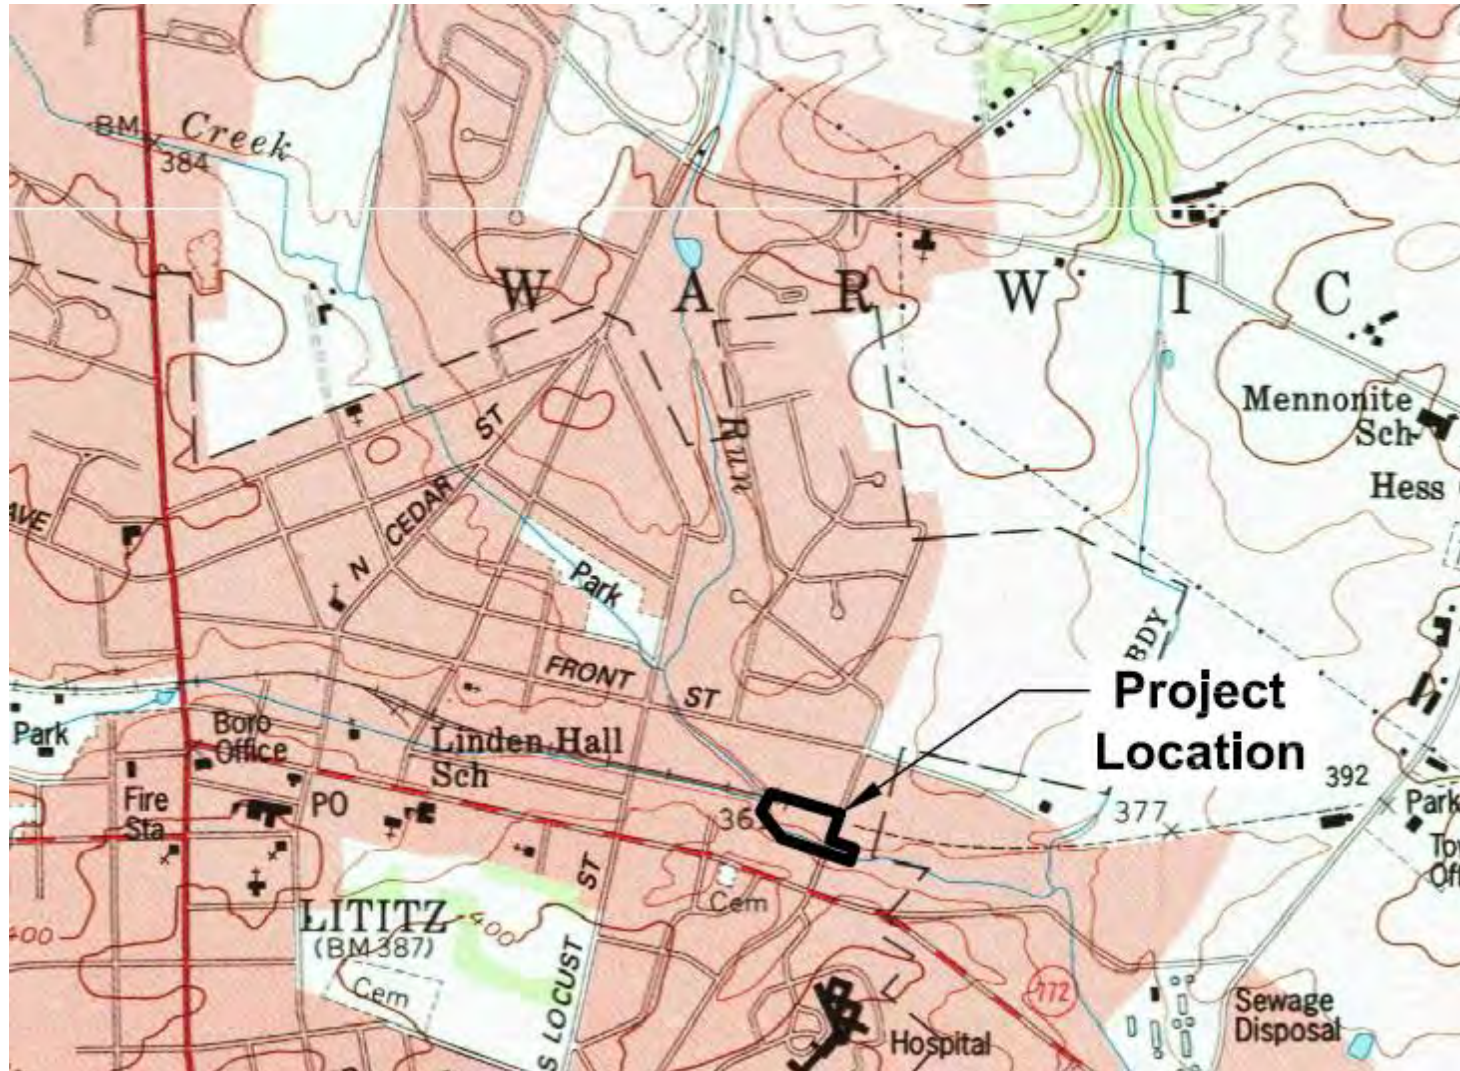 BM
384
Creek
W A R W I C
Mennonite
Sch
Hess
AVE
N CEDAR ST
Run
Park
BDY
FRONT ST
Project
Location
Park
Boro
Office
Linden Hall
Sch
PO
Fire
Sta
36
377
392
Park
Cem
LITITZ
(BM 387)
400
400
Cem
S LOCUST ST
772
Hospital
Sewage
Disposal